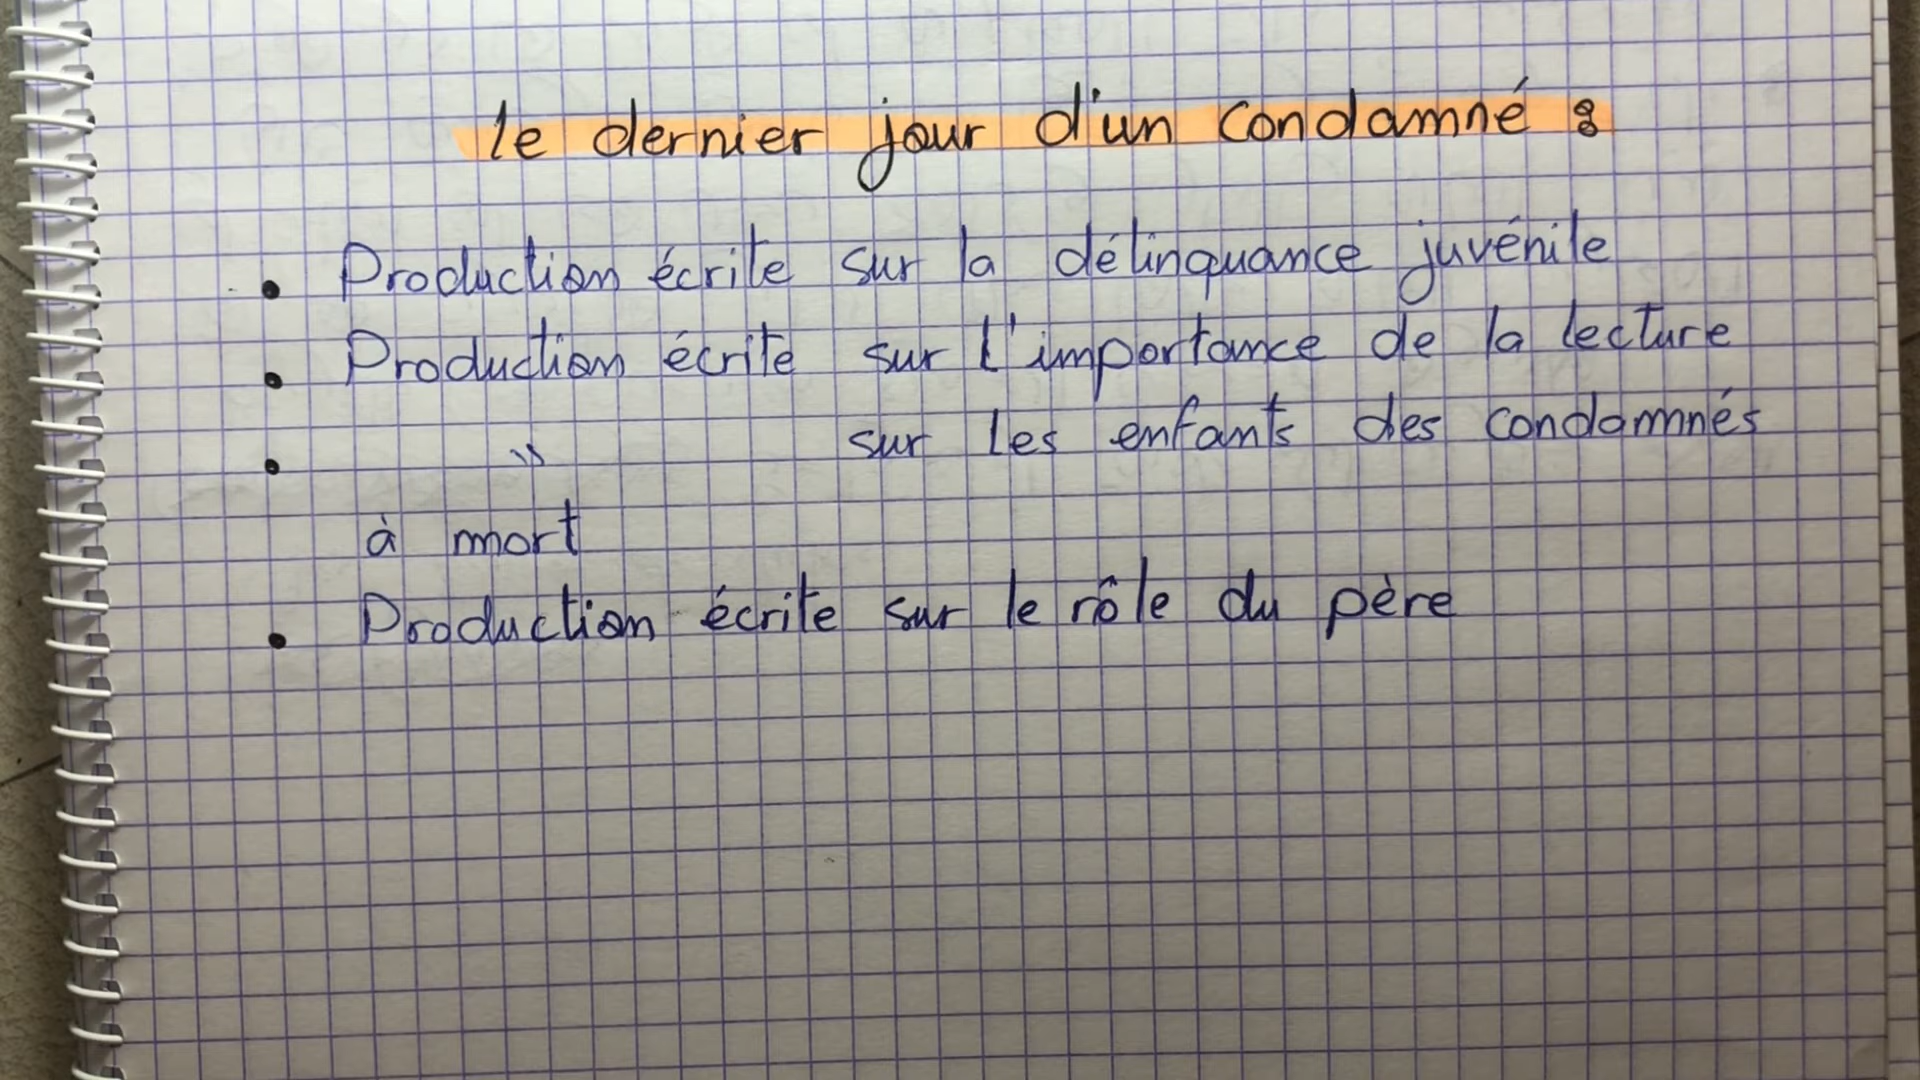 le dernier jour d'un condamné :
• Production écrite sur la délinquance juvénile
• Production écrite sur l'importance de la lecture
• " sur les enfants des condamnés
à mort
• Production écrite sur le rôle du père